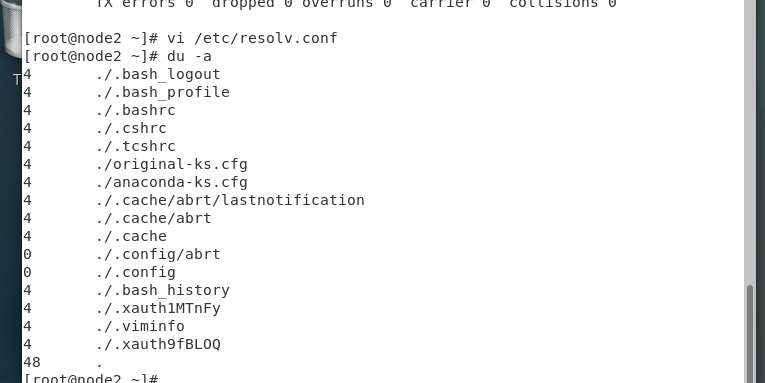 TX errors 0  dropped 0 overruns 0  carrier 0  collisions 0
[root@node2 ~]# vi /etc/resolv.conf
[root@node2 ~]# du -a
4       ./.bash_logout
4       ./.bash_profile
4       ./.bashrc
4       ./.cshrc
4       ./.tcshrc
4       ./original-ks.cfg
4       ./anaconda-ks.cfg
4       ./.cache/abrt/lastnotification
4       ./.cache/abrt
4       ./.cache
0       ./.config/abrt
0       ./.config
4       ./.bash_history
4       ./.xauth1MTnFy
4       ./.viminfo
4       ./.xauth9fBLOQ
48      .
[root@node2 ~]#